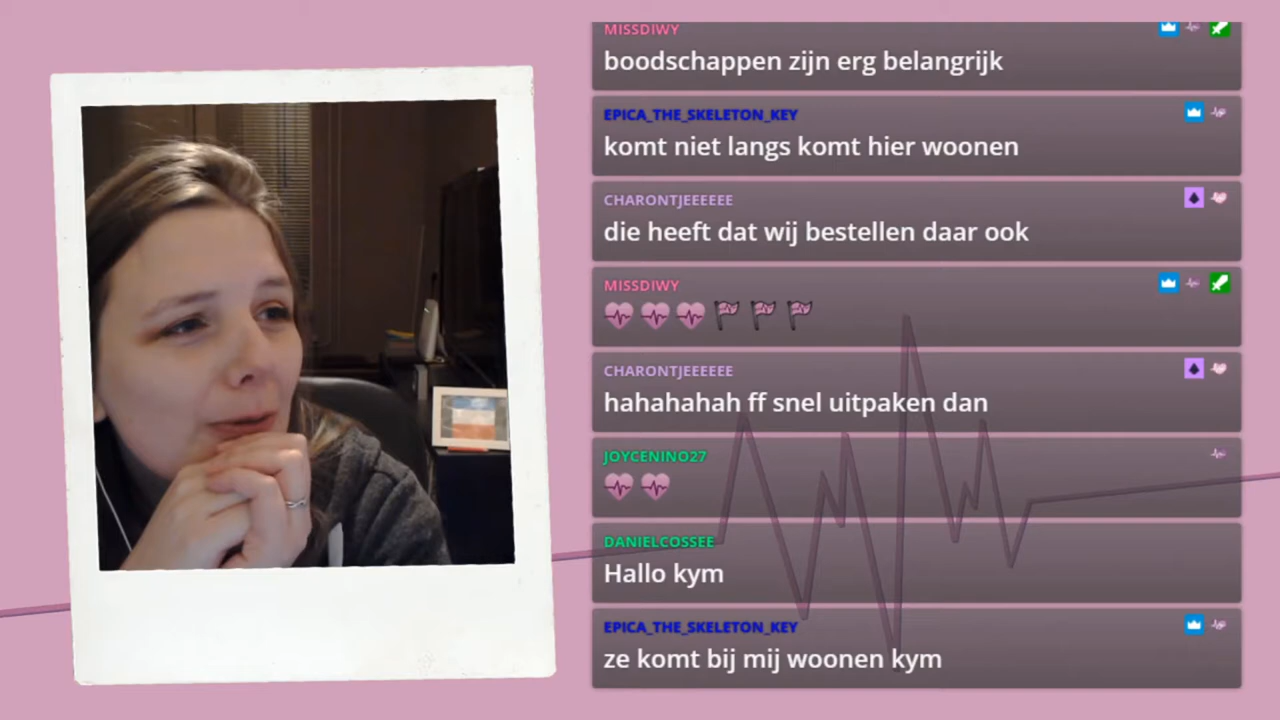 MISSDIWY
boodschappen zijn erg belangrijk
EPICA_THE_SKELETON_KEY
komt niet langs komt hier woonen
CHARONTJEEEEEE
die heeft dat wij bestellen daar ook
MISSDIWY
CHARONTJEEEEEE
hahahahah ff snel uitpaken dan
JOYCENINO27
DANIELCOSSEE
Hallo kym
EPICA_THE_SKELETON_KEY
ze komt bij mij woonen kym